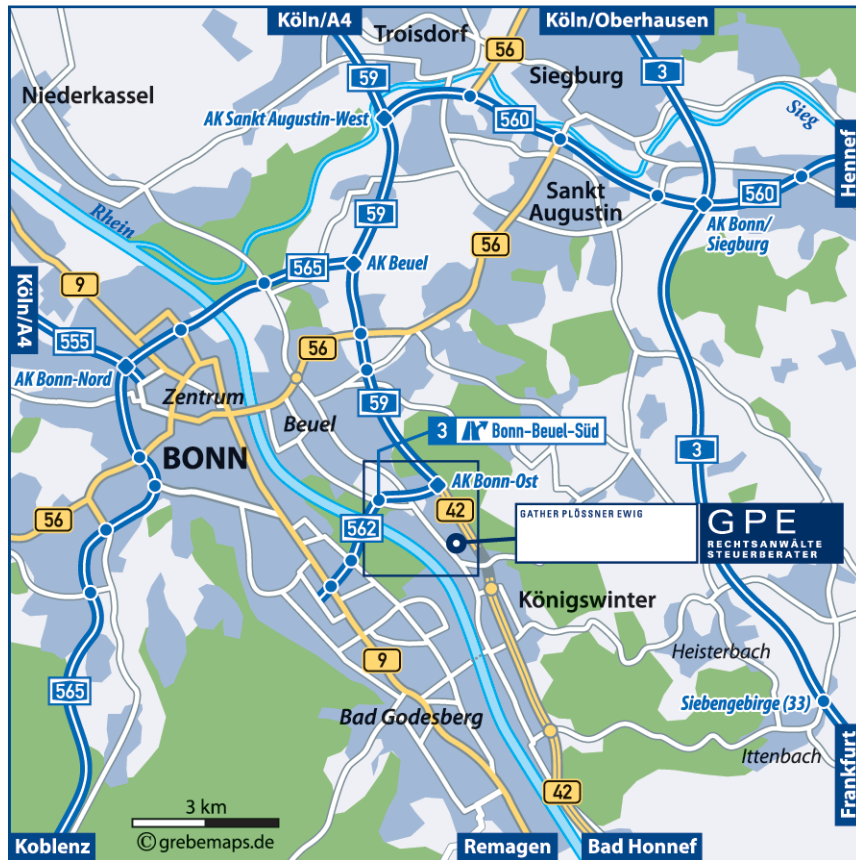 Köln/A4
Köln/Oberhausen
Troisdorf
56
59
3
Siegburg
Niederkassel
AK Sankt Augustin-West
560
Sieg
Hennef
Sankt
Augustin
560
59
Rhein
AK Bonn/
Siegburg
56
565
AK Beuel
9
Köln/A4
555
56
AK Bonn-Nord
Zentrum
59
Beuel
3 Bonn-Beuel-Süd
BONN
3
AK Bonn-Ost
42
56
562
GATHER PLÖSSNER EWIG
GPE
RECHTSANWÄLTE
STEUERBERATER
Königswinter
9
Heisterbach
565
Siebengebirge (33)
Bad Godesberg
Ittenbach
Frankfurt
42
3 km
© grebemaps.de
Koblenz
Remagen
Bad Honnef